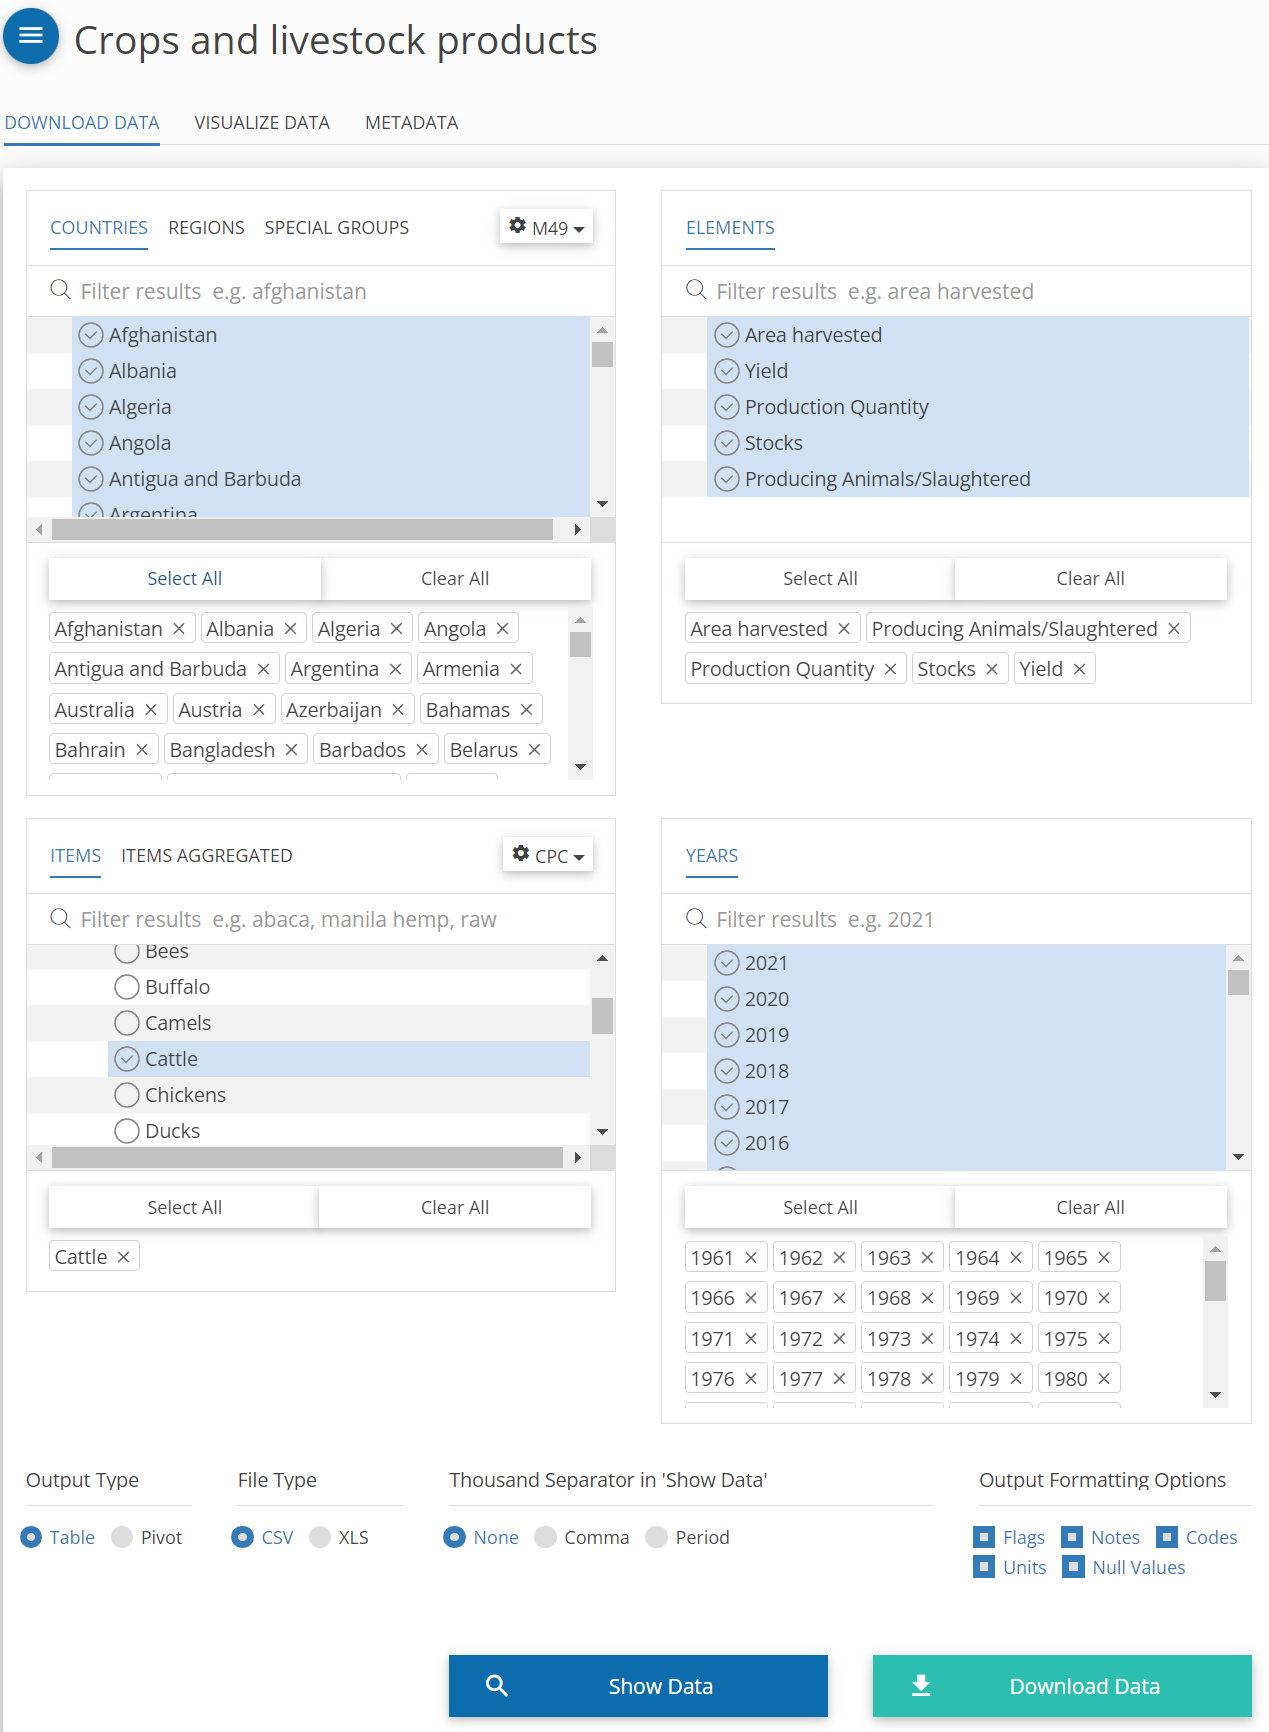 Crops and livestock products
DOWNLOAD DATA VISUALIZE DATA METADATA
COUNTRIES REGIONS SPECIAL GROUPS M49
Filter results e.g. afghanistan
Afghanistan
Albania
Algeria
Angola
Antigua and Barbuda
Argentina
Select All Clear All
Afghanistan × Albania × Algeria × Angola ×
Antigua and Barbuda × Argentina × Armenia ×
Australia × Austria × Azerbaijan × Bahamas ×
Bahrain × Bangladesh × Barbados × Belarus ×
ELEMENTS
Filter results e.g. area harvested
Area harvested
Yield
Production Quantity
Stocks
Producing Animals/Slaughtered
Select All Clear All
Area harvested × Producing Animals/Slaughtered ×
Production Quantity × Stocks × Yield ×
ITEMS ITEMS AGGREGATED CPC
Filter results e.g. abaca, manila hemp, raw
Bees
Buffalo
Camels
Cattle
Chickens
Ducks
Select All Clear All
Cattle ×
YEARS
Filter results e.g. 2021
2021
2020
2019
2018
2017
2016
Select All Clear All
1961 × 1962 × 1963 × 1964 × 1965 ×
1966 × 1967 × 1968 × 1969 × 1970 ×
1971 × 1972 × 1973 × 1974 × 1975 ×
1976 × 1977 × 1978 × 1979 × 1980 ×
Output Type
Table Pivot
File Type
CSV XLS
Thousand Separator in 'Show Data'
None Comma Period
Output Formatting Options
Flags Notes Codes
Units Null Values
Show Data Download Data